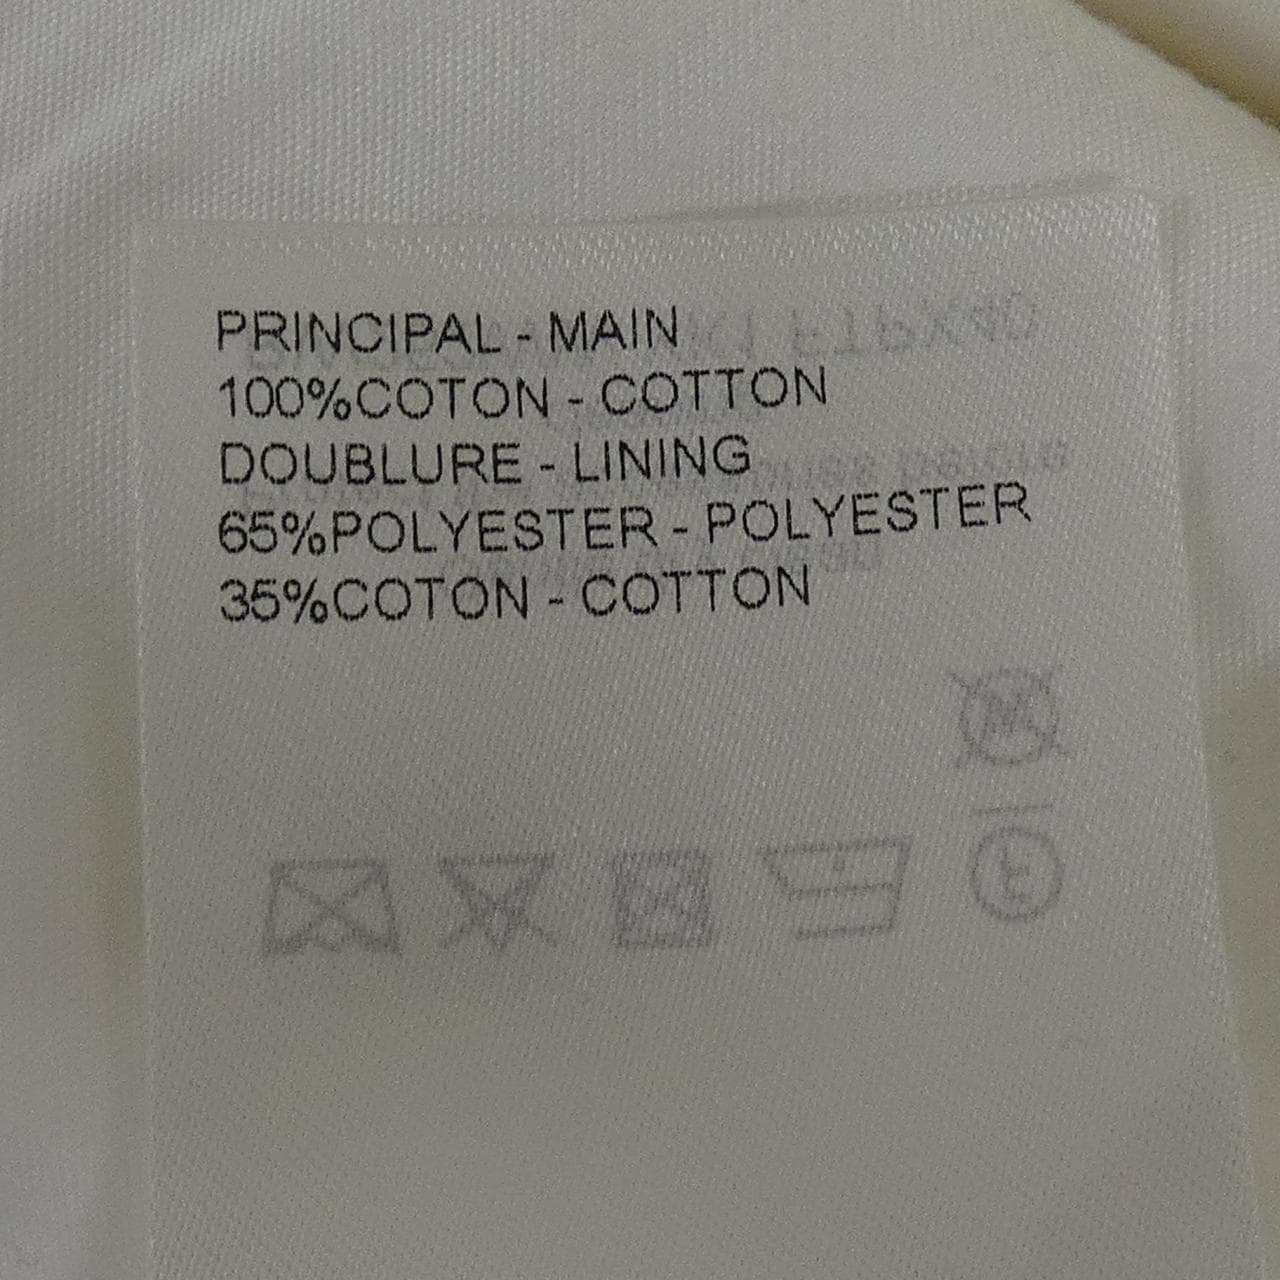 PRINCIPAL - MAIN
100%COTON - COTTON
DOUBLURE - LINING
65%POLYESTER - POLYESTER
35%COTON - COTTON